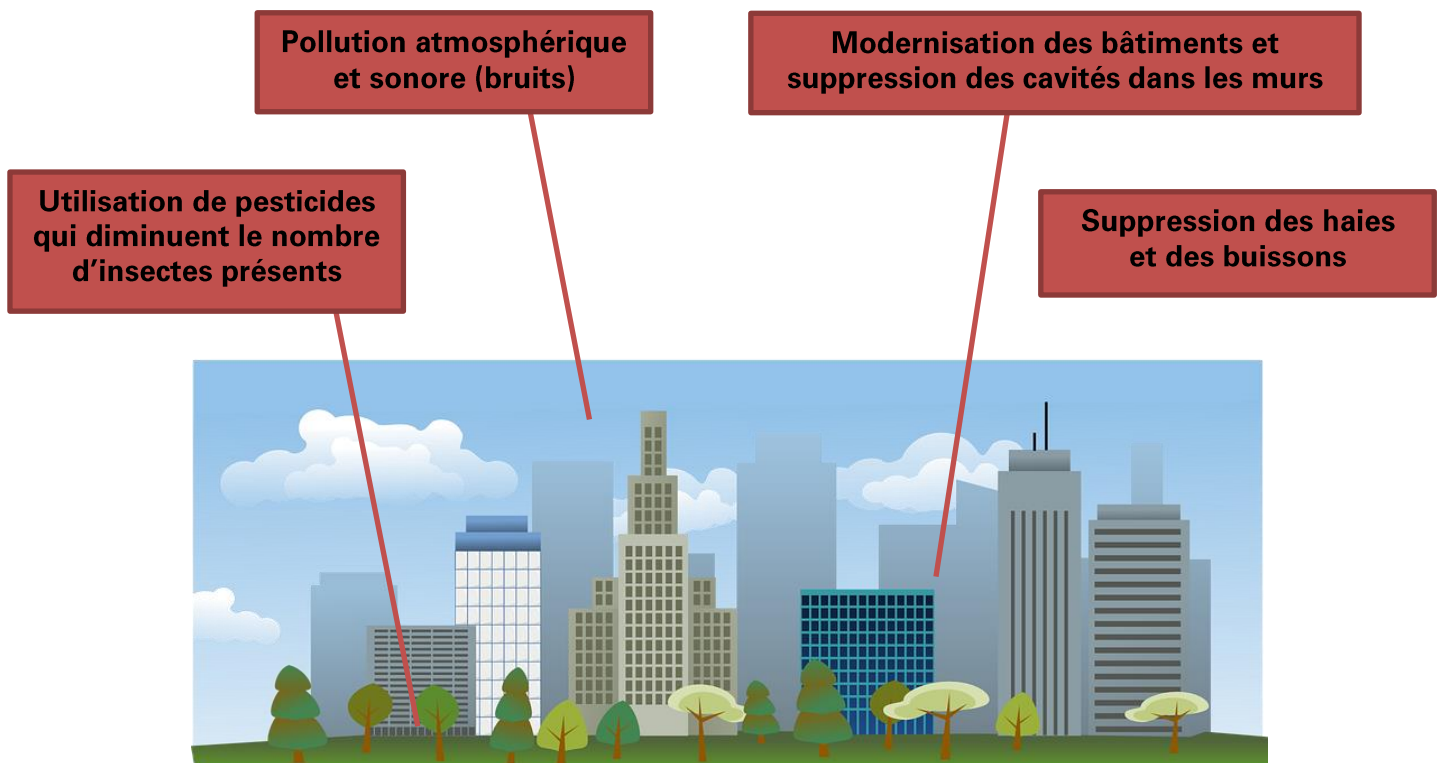 Pollution atmosphérique
et sonore (bruits)
Modernisation des bâtiments et
suppression des cavités dans les murs
Utilisation de pesticides
qui diminuent le nombre
d'insectes présents
Suppression des haies
et des buissons